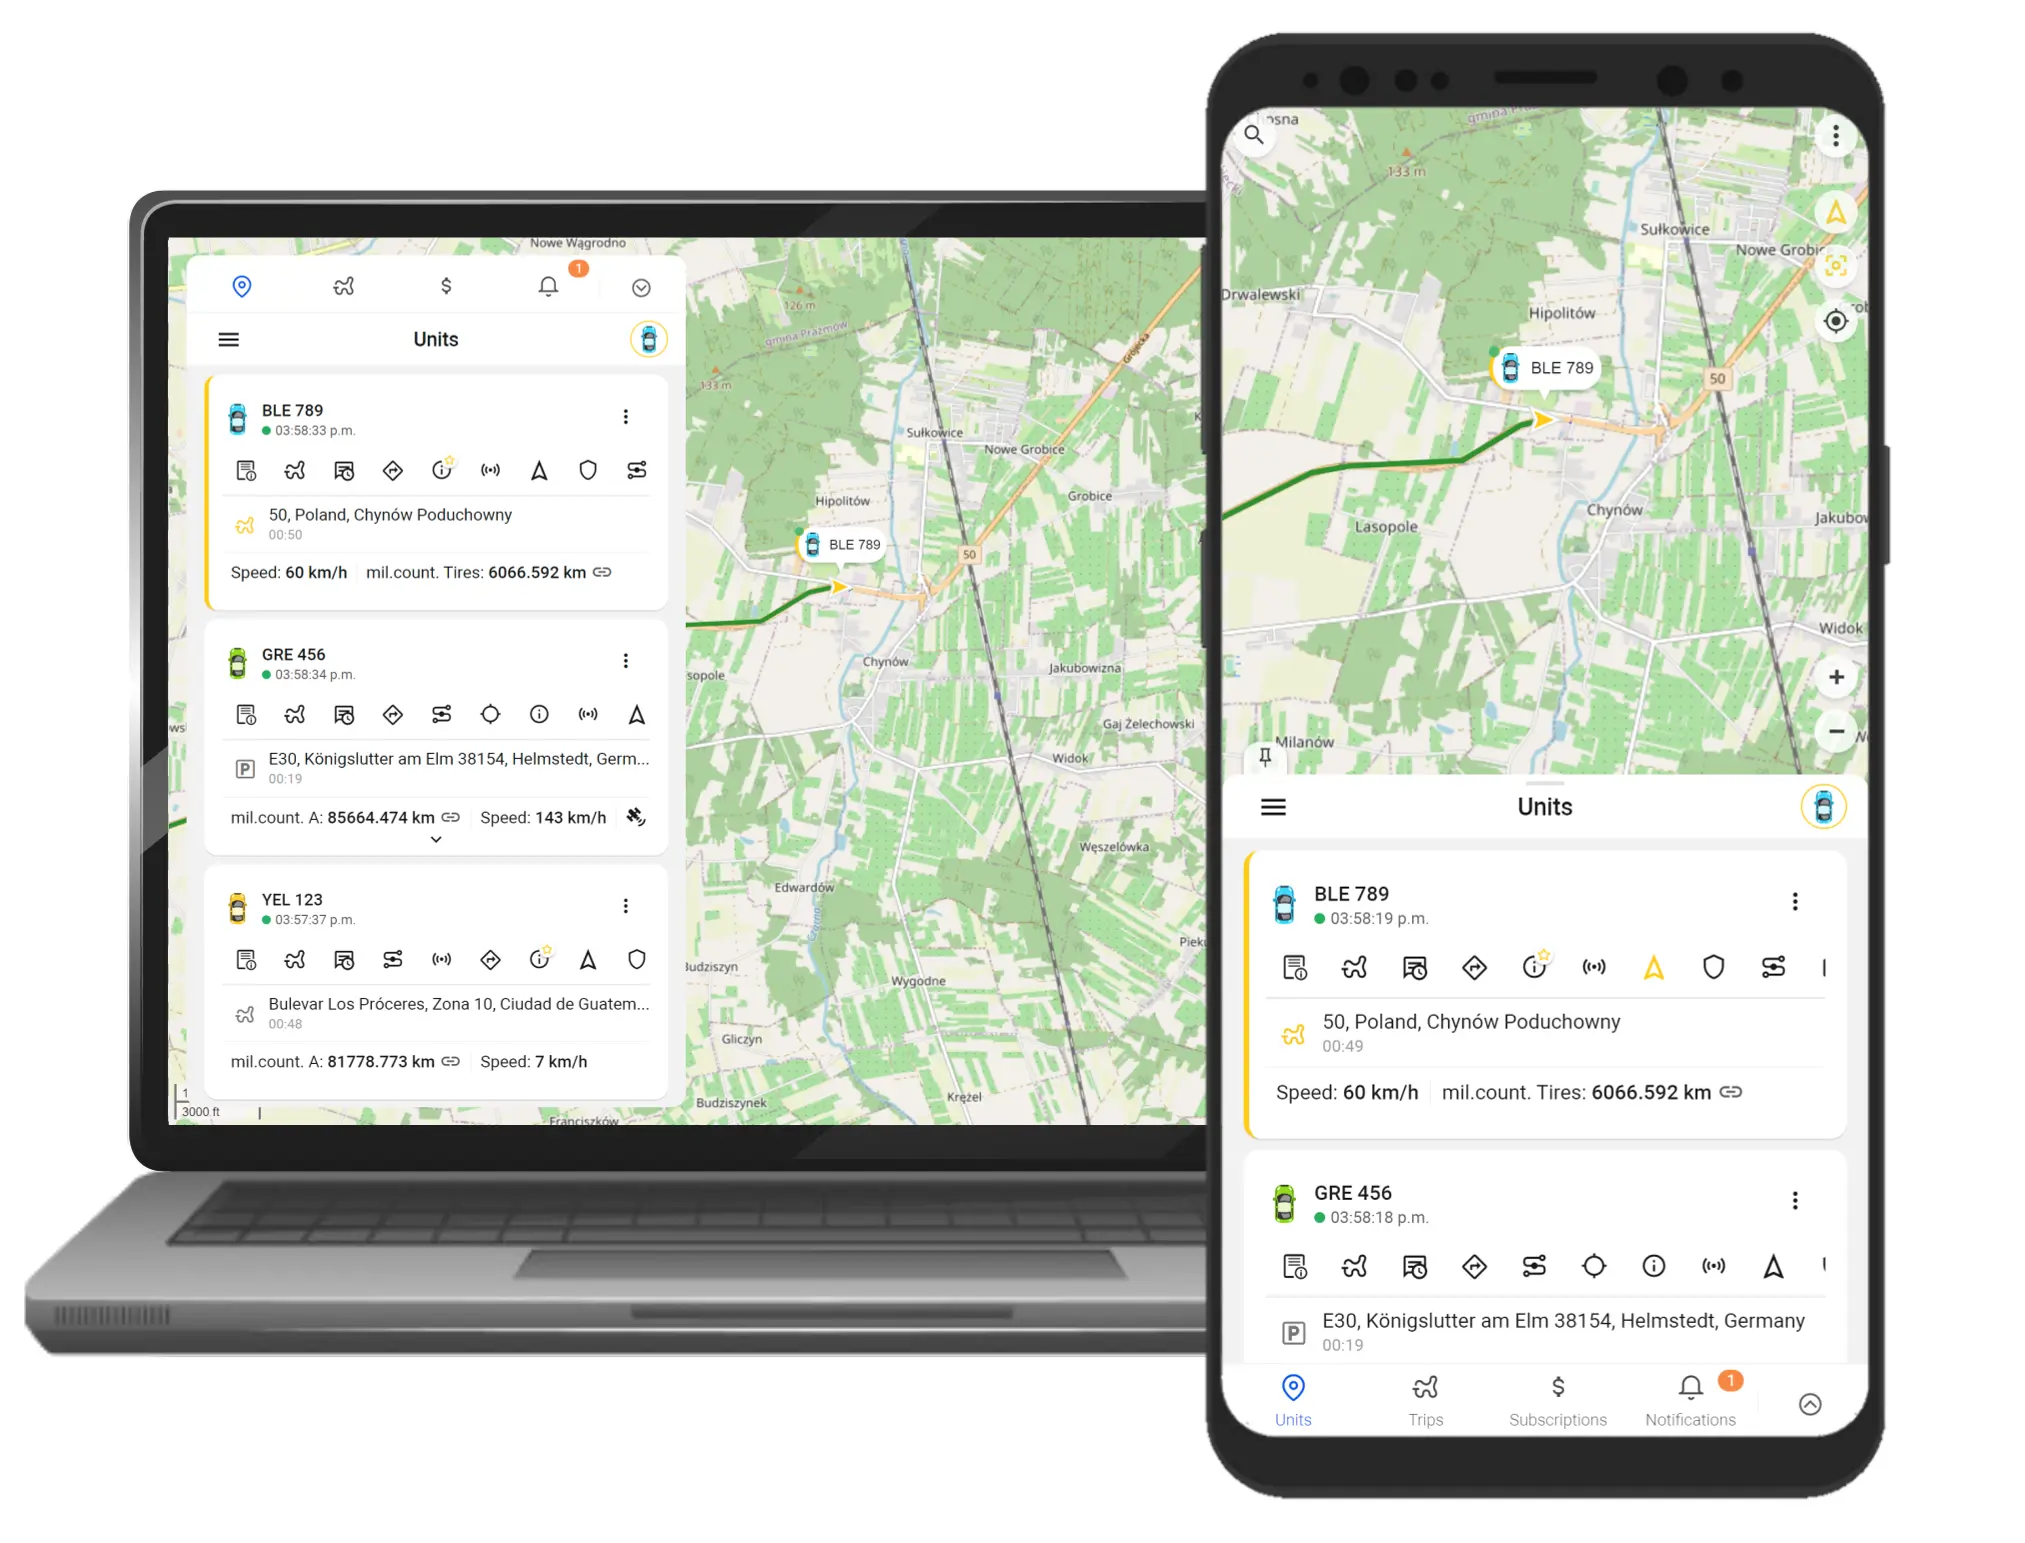 Nowe Wągrodno
1
Units
BLE 789
03:58:33 p.m.
50, Poland, Chynów Poduchowny
00:50
Speed: 60 km/h
mil.count. Tires: 6066.592 km
GRE 456
03:58:34 p.m.
E30, Königslutter am Elm 38154, Helmstedt, Germ...
00:19
mil.count. A: 85664.474 km
Speed: 143 km/h
YEL 123
03:57:37 p.m.
Bulevar Los Próceres, Zona 10, Ciudad de Guatem...
00:48
mil.count. A: 81778.773 km
Speed: 7 km/h
1
3000 ft
126 m
gmina Prażmów
133 m
Grójecka
Sułkowice
Nowe Grobice
Grobice
Hipolitów
BLE 789
50
Chynów
Jakubowizna
sopole
Gaj Żelechowski
Widok
Węszelówka
Edwardów
Czarna
Pieku
Budziszyn
Wygodne
Gliczyn
Krężel
Budziszynek
Franciszków
osna
133 m
Sułkowice
Nowe Grobic
Drwalewski
Hipolitów
BLE 789
50
Chynów
Lasopole
Jakubow
Widok
Milanów
Units
BLE 789
03:58:19 p.m.
50, Poland, Chynów Poduchowny
00:49
Speed: 60 km/h
mil.count. Tires: 6066.592 km
GRE 456
03:58:18 p.m.
E30, Königslutter am Elm 38154, Helmstedt, Germany
00:19
1
Units
Trips
Subscriptions
Notifications